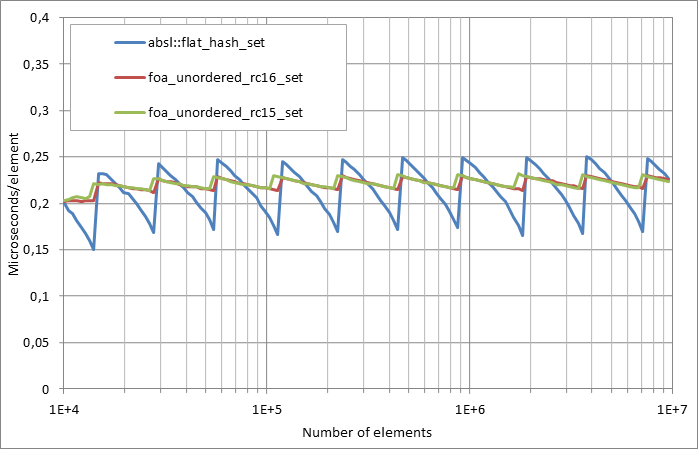 0,4
0,35
0,3
0,25
0,2
0,15
0,1
0,05
0
Microseconds/element
absl::flat_hash_set
foa_unordered_rc16_set
foa_unordered_rc15_set
1E+4
1E+5
1E+6
1E+7
Number of elements